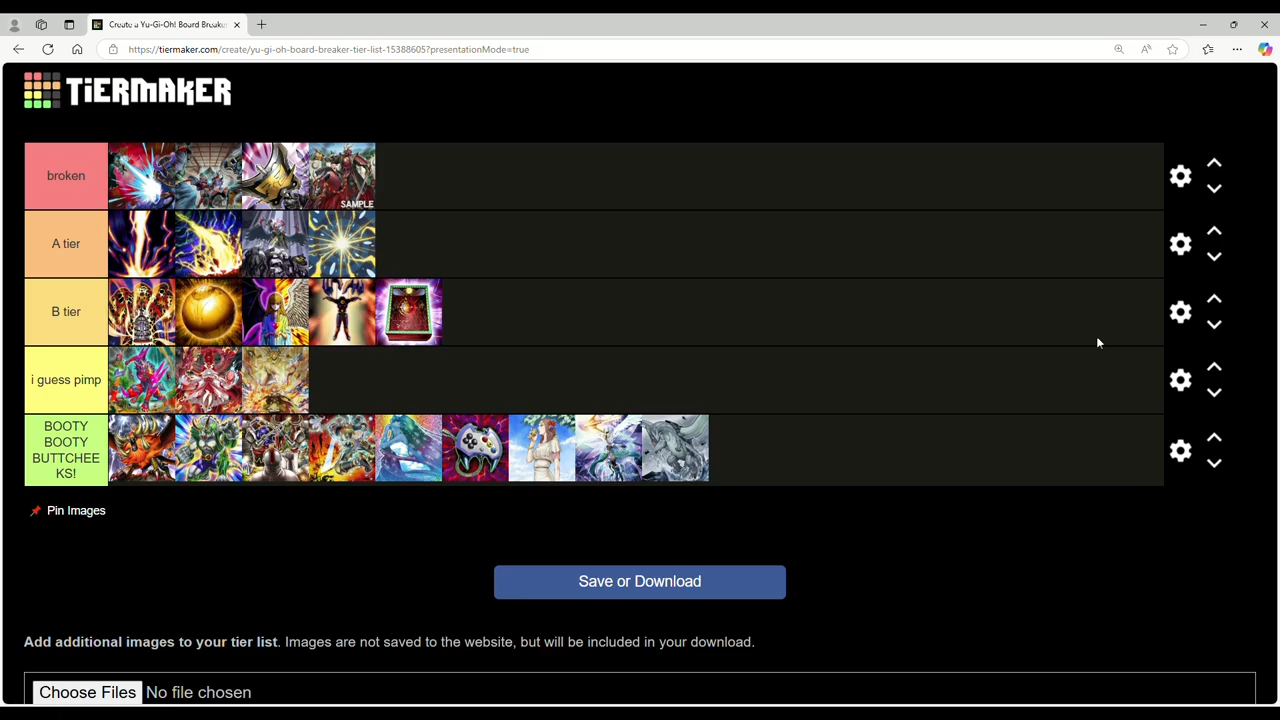 Create a Yu-Gi-Oh! Board Breaker
https://tiermaker.com/create/yu-gi-oh-board-breaker-tier-list-15388605?presentationMode=true
TiERMAKER
broken
SAMPLE
A tier
B tier
i guess pimp
BOOTY
BOOTY
BUTTCHEE
KS!
Pin Images
Save or Download
Add additional images to your tier list. Images are not saved to the website, but will be included in your download.
Choose Files No file chosen